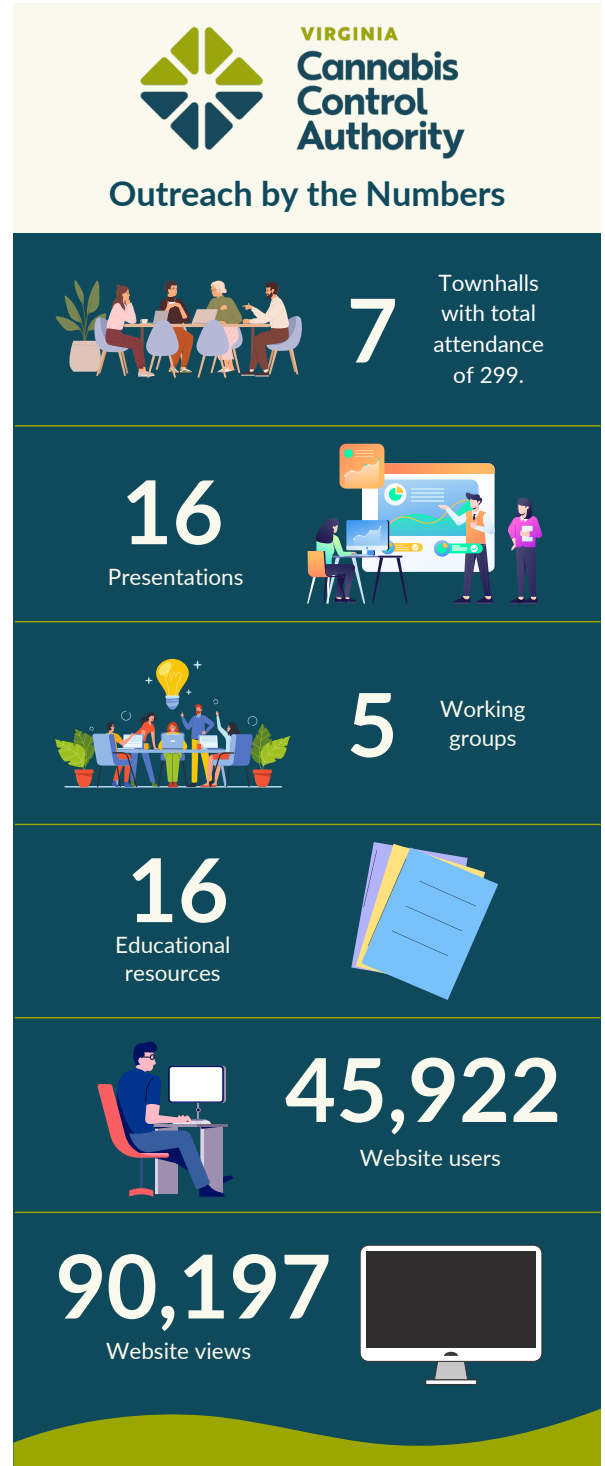 VIRGINIA
Cannabis
Control
Authority
Outreach by the Numbers
7
Townhalls
with total
attendance
of 299.
16
Presentations
5
Working
groups
16
Educational
resources
45,922
Website users
90,197
Website views